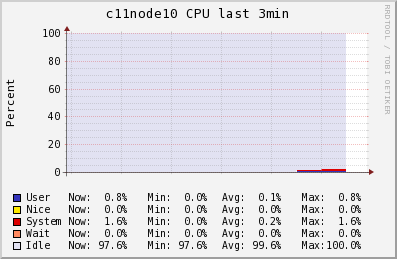 c11node10 CPU last 3min
RRDTOOL / TOBI OETIKER
Percent
100
80
60
40
20
0
User Now: 0.8% Min: 0.0% Avg: 0.1% Max: 0.8%
Nice Now: 0.0% Min: 0.0% Avg: 0.0% Max: 0.0%
System Now: 1.6% Min: 0.0% Avg: 0.2% Max: 1.6%
Wait Now: 0.0% Min: 0.0% Avg: 0.0% Max: 0.0%
Idle Now: 97.6% Min: 97.6% Avg: 99.6% Max:100.0%